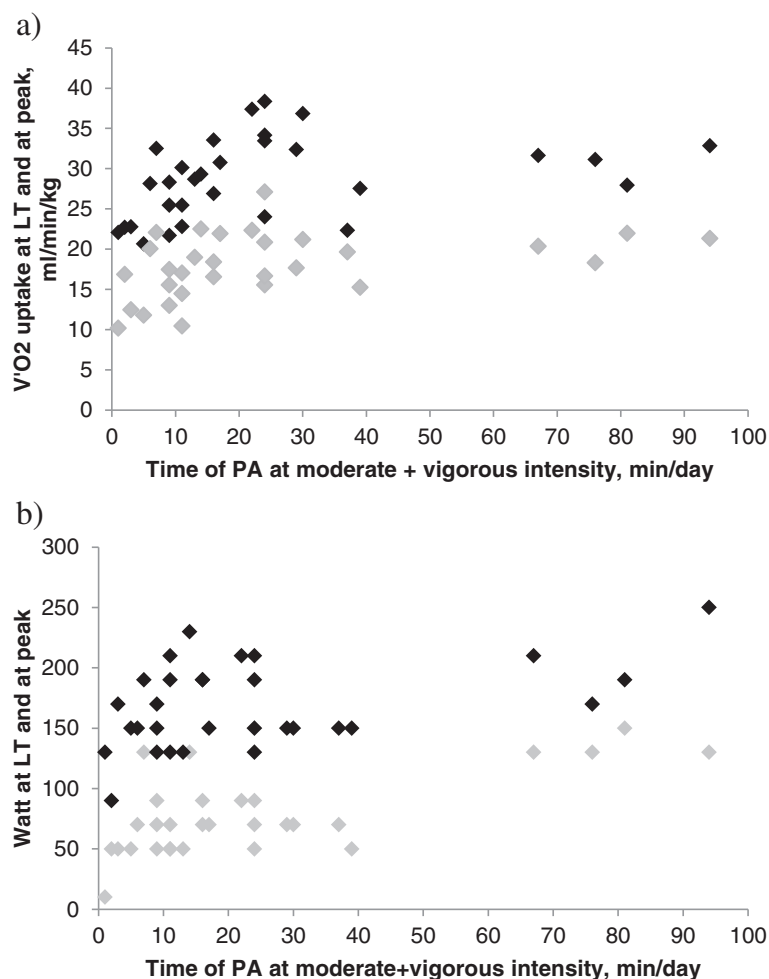 a)
45
40
35
30
25
20
15
10
5
0
V'O2 uptake at LT and at peak,
ml/min/kg
0 10 20 30 40 50 60 70 80 90 100
Time of PA at moderate + vigorous intensity, min/day
b)
300
250
200
150
100
50
0
Watt at LT and at peak
0 10 20 30 40 50 60 70 80 90 100
Time of PA at moderate+vigorous intensity, min/day